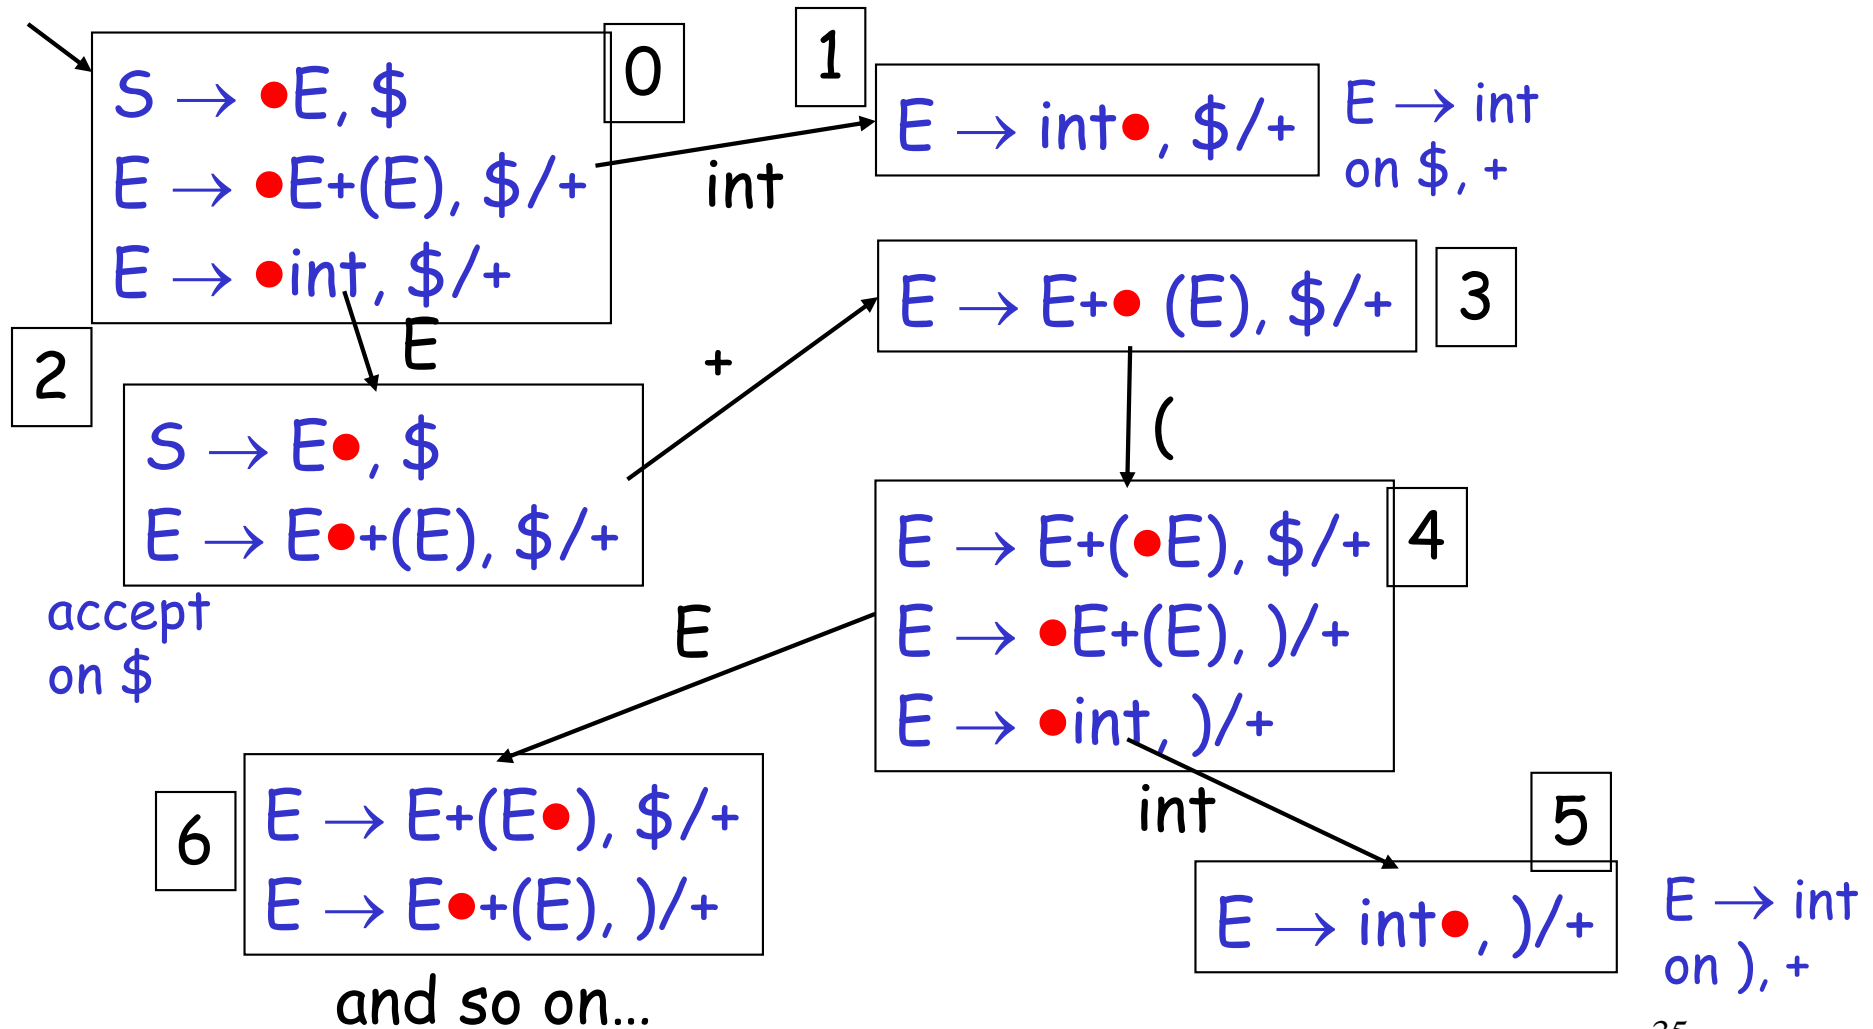 0
S → •E, $
E → •E+(E), $/+
E → •int, $/+
int
1
E → int•, $/+
E → int
on $, +
E
2
S → E•, $
E → E•+(E), $/+
accept
on $
+
3
E → E+• (E), $/+
(
4
E → E+(•E), $/+
E → •E+(E), )/+
E → •int, )/+
E
int
6
E → E+(E•), $/+
E → E•+(E), )/+
and so on...
5
E → int•, )/+
E → int
on ), +